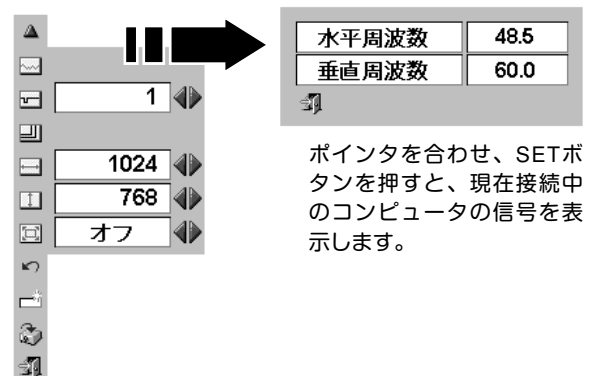 1
1024
768
オフ
水平周波数 48.5
垂直周波数 60.0
ポインタを合わせ、SETボ
タンを押すと、現在接続中
のコンピュータの信号を表
示します。